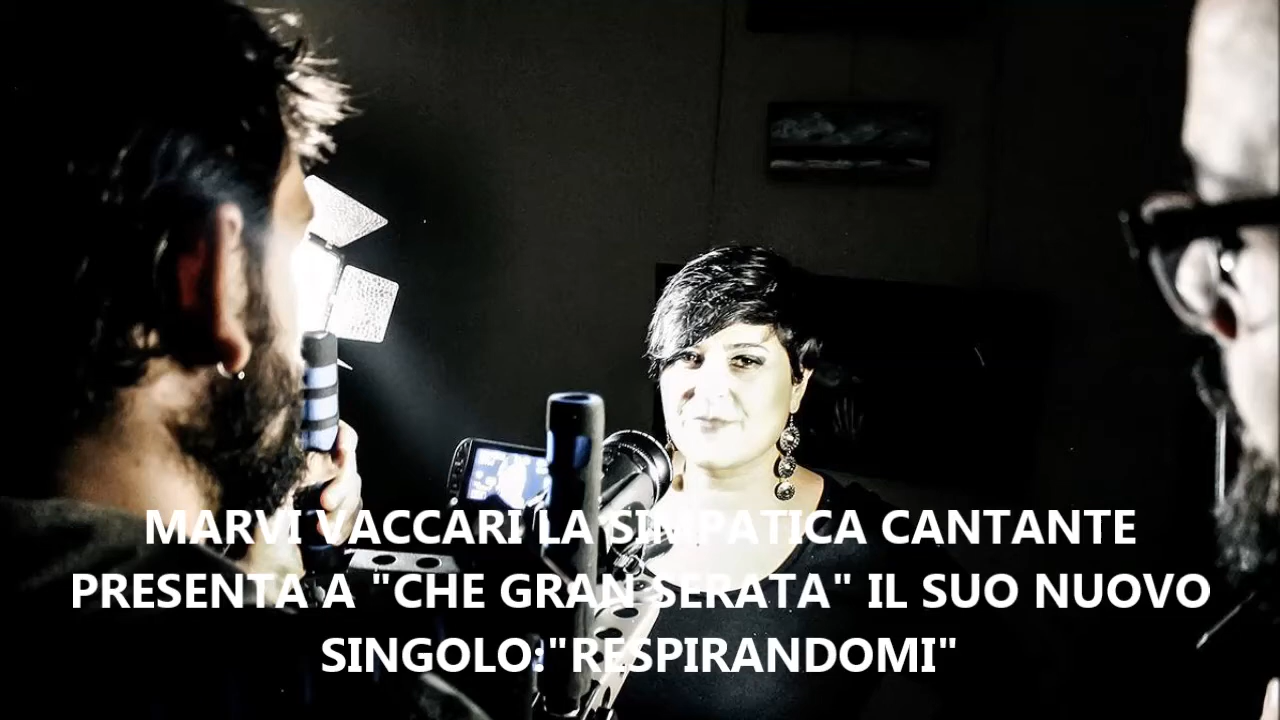 MARVI VACCARI LA SIMPATICA CANTANTE
PRESENTA A "CHE GRAN SERATA" IL SUO NUOVO
SINGOLO:"RESPIRANDOMI"